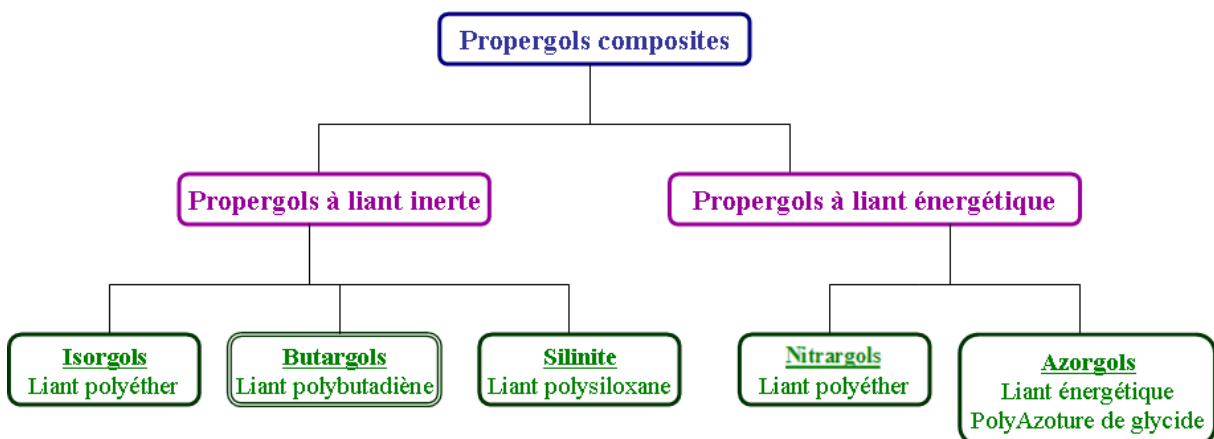 Propergols composites
Propergols à liant inerte
Propergols à liant énergétique
Isorgols
Liant polyéther
Butargols
Liant polybutadiène
Silinite
Liant polysiloxane
Nitrargols
Liant polyéther
Azorgols
Liant énergétique
PolyAzoture de glycide